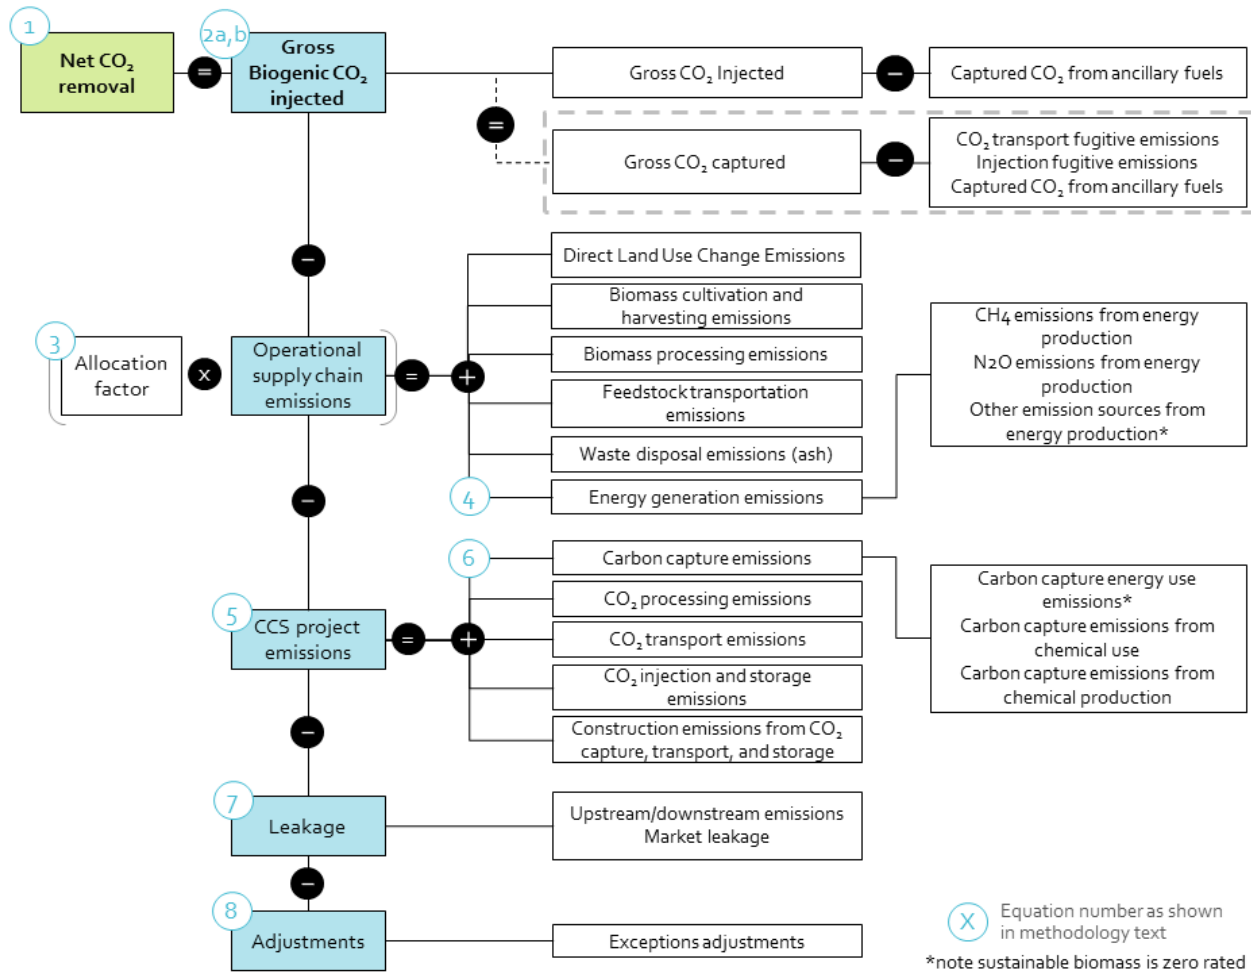 1
Net CO₂
removal
=
2a,b
Gross
Biogenic CO₂
injected
Gross CO₂ Injected
−
Captured CO₂ from ancillary fuels
=
Gross CO₂ captured
−
CO₂ transport fugitive emissions
Injection fugitive emissions
Captured CO₂ from ancillary fuels
−
3
Allocation
factor
x
Operational
supply chain
emissions
=
+
Direct Land Use Change Emissions
Biomass cultivation and
harvesting emissions
Biomass processing emissions
Feedstock transportation
emissions
Waste disposal emissions (ash)
4
Energy generation emissions
CH4 emissions from energy
production
N2O emissions from energy
production
Other emission sources from
energy production*
−
5
CCS project
emissions
=
+
6
Carbon capture emissions
CO₂ processing emissions
CO₂ transport emissions
CO₂ injection and storage
emissions
Construction emissions from CO₂
capture, transport, and storage
Carbon capture energy use
emissions*
Carbon capture emissions from
chemical use
Carbon capture emissions from
chemical production
−
7
Leakage
Upstream/downstream emissions
Market leakage
−
8
Adjustments
Exceptions adjustments
X
Equation number as shown
in methodology text
*note sustainable biomass is zero rated